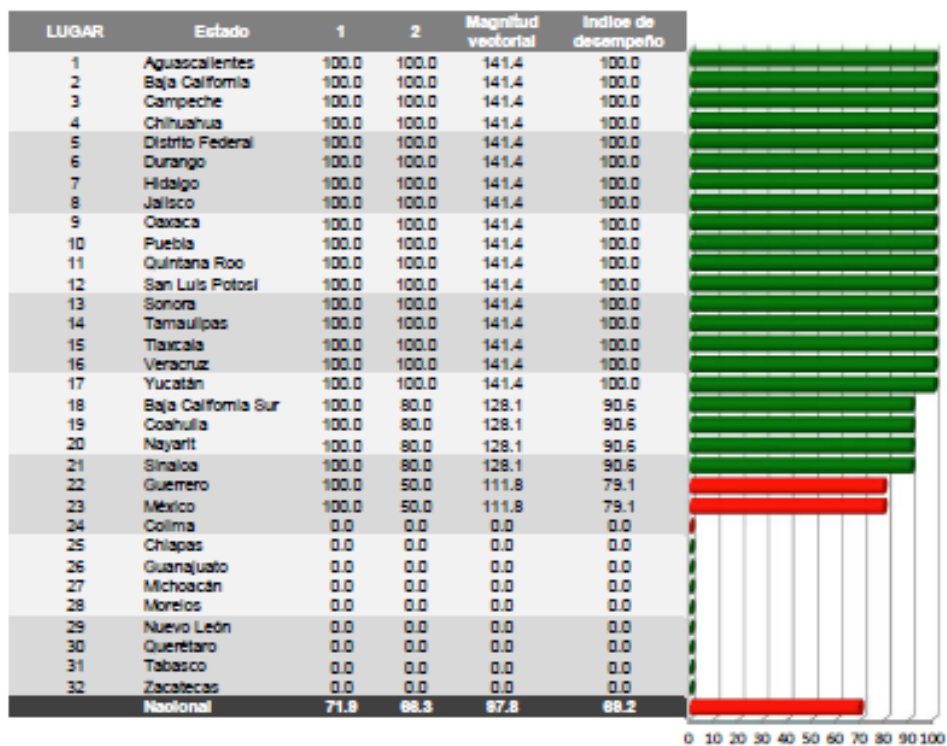 LUGAR Estado 1 2 Magnitud vectorial Indice de desempeño
1 Aguascalientes 100.0 100.0 141.4 100.0
2 Baja California 100.0 100.0 141.4 100.0
3 Campeche 100.0 100.0 141.4 100.0
4 Chihuahua 100.0 100.0 141.4 100.0
5 Distrito Federal 100.0 100.0 141.4 100.0
6 Durango 100.0 100.0 141.4 100.0
7 Hidalgo 100.0 100.0 141.4 100.0
8 Jalisco 100.0 100.0 141.4 100.0
9 Oaxaca 100.0 100.0 141.4 100.0
10 Puebla 100.0 100.0 141.4 100.0
11 Quintana Roo 100.0 100.0 141.4 100.0
12 San Luis Potosí 100.0 100.0 141.4 100.0
13 Sonora 100.0 100.0 141.4 100.0
14 Tamaulipas 100.0 100.0 141.4 100.0
15 Tlaxcala 100.0 100.0 141.4 100.0
16 Veracruz 100.0 100.0 141.4 100.0
17 Yucatán 100.0 100.0 141.4 100.0
18 Baja California Sur 100.0 80.0 128.1 90.6
19 Coahuila 100.0 80.0 128.1 90.6
20 Nayarit 100.0 80.0 128.1 90.6
21 Sinaloa 100.0 80.0 128.1 90.6
22 Guerrero 100.0 50.0 111.8 79.1
23 México 100.0 50.0 111.8 79.1
24 Colima 0.0 0.0 0.0 0.0
25 Chiapas 0.0 0.0 0.0 0.0
26 Guanajuato 0.0 0.0 0.0 0.0
27 Michoacán 0.0 0.0 0.0 0.0
28 Morelos 0.0 0.0 0.0 0.0
29 Nuevo León 0.0 0.0 0.0 0.0
30 Querétaro 0.0 0.0 0.0 0.0
31 Tabasco 0.0 0.0 0.0 0.0
32 Zacatecas 0.0 0.0 0.0 0.0
Nacional 71.9 66.3 97.8 69.2
0 10 20 30 40 50 60 70 80 90 100